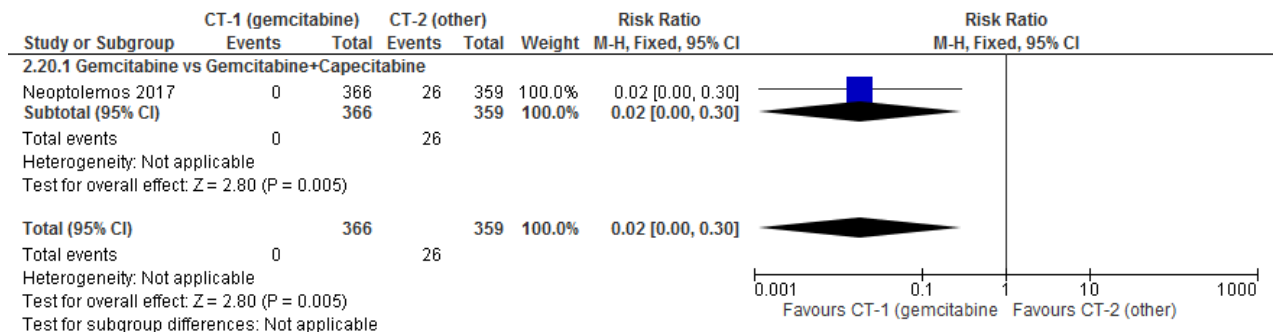 CT-1 (gemcitabine) CT-2 (other) Risk Ratio Risk Ratio
Study or Subgroup Events Total Events Total Weight M-H, Fixed, 95% CI M-H, Fixed, 95% CI
2.20.1 Gemcitabine vs Gemcitabine+Capecitabine
Neoptolemos 2017 0 366 26 359 100.0% 0.02 [0.00, 0.30]
Subtotal (95% CI) 366 359 100.0% 0.02 [0.00, 0.30]
Total events 0 26
Heterogeneity: Not applicable
Test for overall effect: Z = 2.80 (P = 0.005)
Total (95% CI) 366 359 100.0% 0.02 [0.00, 0.30]
Total events 0 26
Heterogeneity: Not applicable
Test for overall effect: Z = 2.80 (P = 0.005)
Test for subgroup differences: Not applicable
0.001 0.1 1 10 1000
Favours CT-1 (gemcitabine Favours CT-2 (other)